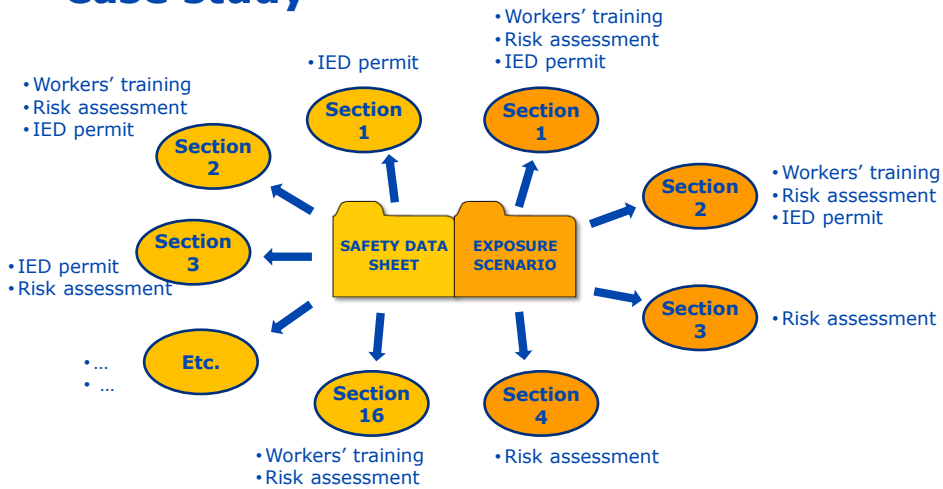 • Workers' training
• Risk assessment
• IED permit
• IED permit
• Workers' training
• Risk assessment
• IED permit
Section
1
Section
1
Section
2
Section
2
• Workers' training
• Risk assessment
• IED permit
SAFETY DATA
SHEET
EXPOSURE
SCENARIO
Section
3
• IED permit
• Risk assessment
Section
3
• Risk assessment
Etc.
• ...
• ...
Section
16
Section
4
• Workers' training
• Risk assessment
• Risk assessment